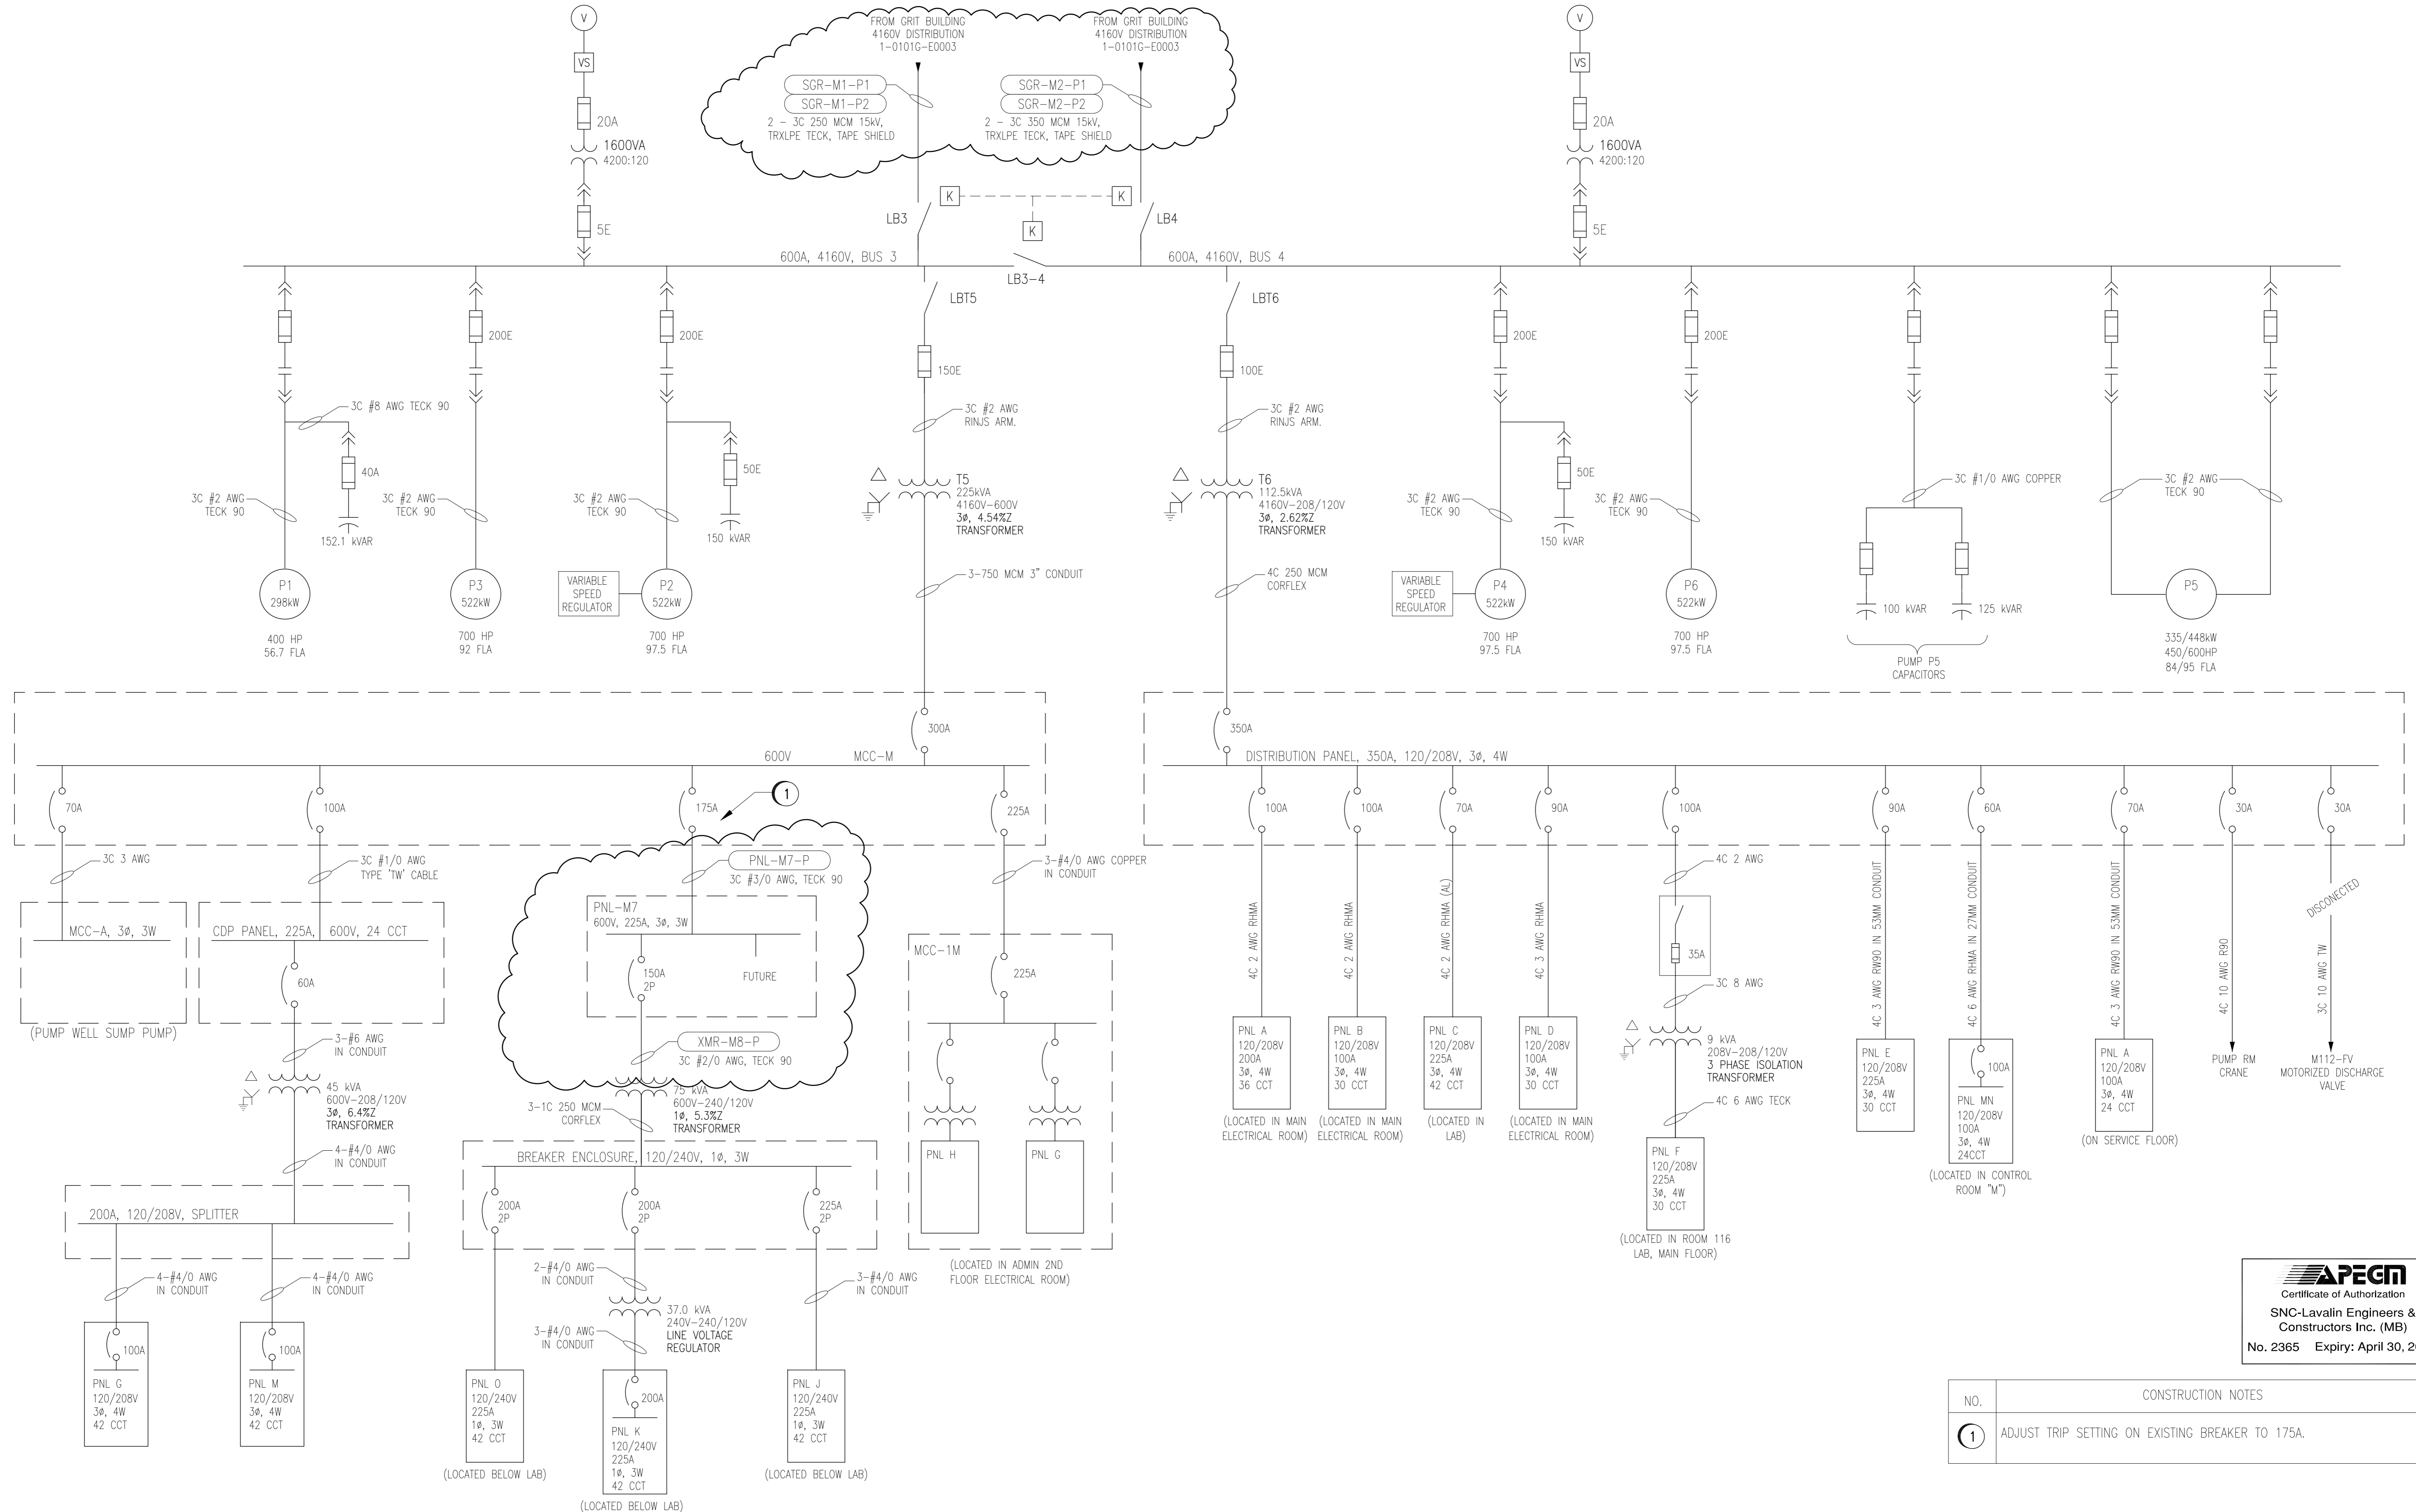 V
VS
20A
1600VA
4200:120
5E
FROM GRIT BUILDING
4160V DISTRIBUTION
1-0101G-E0003
SGR-M1-P1
SGR-M1-P2
2 - 3C 250 MCM 15kV,
TRXLPE TECK, TAPE SHIELD
FROM GRIT BUILDING
4160V DISTRIBUTION
1-0101G-E0003
SGR-M2-P1
SGR-M2-P2
2 - 3C 350 MCM 15kV,
TRXLPE TECK, TAPE SHIELD
V
VS
20A
1600VA
4200:120
5E
K
K
K
LB3
LB4
600A, 4160V, BUS 3
LB3-4
600A, 4160V, BUS 4
3C #8 AWG TECK 90
40A
152.1 kVAR
3C #2 AWG
TECK 90
P1
298kW
400 HP
56.7 FLA
200E
3C #2 AWG
TECK 90
P3
522kW
700 HP
92 FLA
200E
50E
150 kVAR
3C #2 AWG
TECK 90
VARIABLE
SPEED
REGULATOR
P2
522kW
700 HP
97.5 FLA
LBT5
150E
3C #2 AWG
RINJS ARM.
T5
225kVA
4160V-600V
3ø, 4.54%Z
TRANSFORMER
3-750 MCM 3" CONDUIT
LBT6
100E
3C #2 AWG
RINJS ARM.
T6
112.5kVA
4160V-208/120V
3ø, 2.62%Z
TRANSFORMER
4C 250 MCM
CORFLEX
200E
50E
150 kVAR
3C #2 AWG
TECK 90
VARIABLE
SPEED
REGULATOR
P4
522kW
700 HP
97.5 FLA
200E
3C #2 AWG
TECK 90
P6
522kW
700 HP
97.5 FLA
3C #1/0 AWG COPPER
100 kVAR
125 kVAR
PUMP P5
CAPACITORS
3C #2 AWG
TECK 90
P5
335/448kW
450/600HP
84/95 FLA
300A
600V
MCC-M
70A
100A
175A
1
225A
3C 3 AWG
MCC-A, 3ø, 3W
(PUMP WELL SUMP PUMP)
3C #1/0 AWG
TYPE 'TW' CABLE
CDP PANEL, 225A, 600V, 24 CCT
60A
3-#6 AWG
IN CONDUIT
45 kVA
600V-208/120V
3ø, 6.4%Z
TRANSFORMER
4-#4/0 AWG
IN CONDUIT
200A, 120/208V, SPLITTER
4-#4/0 AWG
IN CONDUIT
4-#4/0 AWG
IN CONDUIT
100A
PNL G
120/208V
3ø, 4W
42 CCT
100A
PNL M
120/208V
3ø, 4W
42 CCT
PNL-M7-P
3C #3/0 AWG, TECK 90
PNL-M7
600V, 225A, 3ø, 3W
150A
2P
FUTURE
XMR-M8-P
3C #2/0 AWG, TECK 90
75 kVA
600V-240/120V
1ø, 5.3%Z
TRANSFORMER
3-1C 250 MCM
CORFLEX
BREAKER ENCLOSURE, 120/240V, 1ø, 3W
200A
2P
200A
2P
225A
2P
2-#4/0 AWG
IN CONDUIT
37.0 kVA
240V-240/120V
LINE VOLTAGE
REGULATOR
3-#4/0 AWG
IN CONDUIT
3-#4/0 AWG
IN CONDUIT
PNL O
120/240V
225A
1ø, 3W
42 CCT
(LOCATED BELOW LAB)
200A
PNL K
120/240V
225A
1ø, 3W
42 CCT
(LOCATED BELOW LAB)
PNL J
120/240V
225A
1ø, 3W
42 CCT
(LOCATED BELOW LAB)
3-#4/0 AWG COPPER
IN CONDUIT
MCC-1M
225A
PNL H
PNL G
(LOCATED IN ADMIN 2ND
FLOOR ELECTRICAL ROOM)
350A
DISTRIBUTION PANEL, 350A, 120/208V, 3ø, 4W
100A
100A
70A
90A
100A
90A
60A
70A
30A
30A
4C 2 AWG RHMA
PNL A
120/208V
200A
3ø, 4W
36 CCT
(LOCATED IN MAIN
ELECTRICAL ROOM)
4C 2 AWG RHMA
PNL B
120/208V
100A
3ø, 4W
30 CCT
(LOCATED IN MAIN
ELECTRICAL ROOM)
4C 2 AWG RHMA (AL)
PNL C
120/208V
225A
3ø, 4W
42 CCT
(LOCATED IN
LAB)
4C 3 AWG RHMA
PNL D
120/208V
100A
3ø, 4W
30 CCT
(LOCATED IN MAIN
ELECTRICAL ROOM)
4C 2 AWG
35A
3C 8 AWG
9 kVA
208V-208/120V
3 PHASE ISOLATION
TRANSFORMER
4C 6 AWG TECK
PNL F
120/208V
225A
3ø, 4W
30 CCT
(LOCATED IN ROOM 116
LAB, MAIN FLOOR)
4C 3 AWG RW90 IN 53MM CONDUIT
PNL E
120/208V
225A
3ø, 4W
30 CCT
4C 6 AWG RHMA IN 27MM CONDUIT
100A
PNL MN
120/208V
100A
3ø, 4W
24CCT
(LOCATED IN CONTROL
ROOM "M")
4C 3 AWG RW90 IN 53MM CONDUIT
PNL A
120/208V
100A
3ø, 4W
24 CCT
(ON SERVICE FLOOR)
4C 10 AWG R90
PUMP RM
CRANE
DISCONECTED
3C 10 AWG TW
M112-FV
MOTORIZED DISCHARGE
VALVE
APEGM
Certificate of Authorization
SNC-Lavalin Engineers &
Constructors Inc. (MB)
No. 2365 Expiry: April 30,
NO.
CONSTRUCTION NOTES
1
ADJUST TRIP SETTING ON EXISTING BREAKER TO 175A.